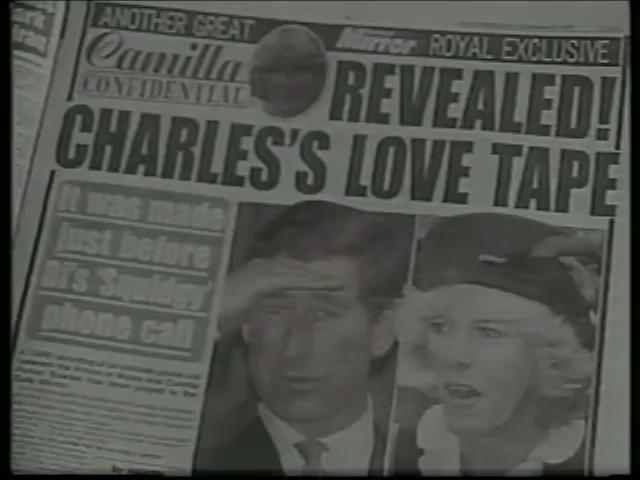 ANOTHER GREAT
Camilla
CONFIDENTIAL
Mirror ROYAL EXCLUSIVE
REVEALED!
CHARLES'S LOVE TAPE
It was made
just before
Di's 'Squidgy'
phone call